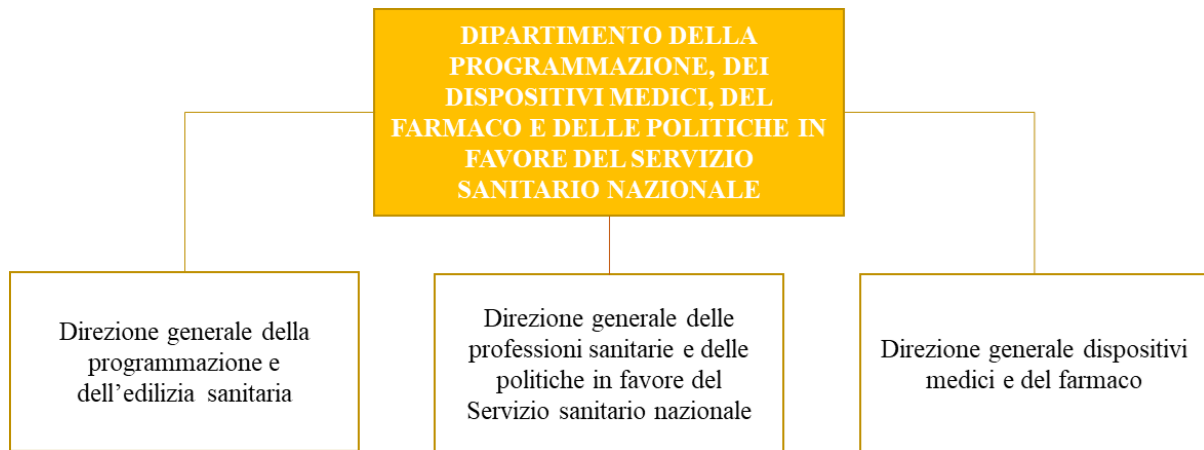 DIPARTIMENTO DELLA
PROGRAMMAZIONE, DEI
DISPOSITIVI MEDICI, DEL
FARMACO E DELLE POLITICHE IN
FAVORE DEL SERVIZIO
SANITARIO NAZIONALE
Direzione generale della
programmazione e
dell’edilizia sanitaria
Direzione generale delle
professioni sanitarie e delle
politiche in favore del
Servizio sanitario nazionale
Direzione generale dispositivi
medici e del farmaco